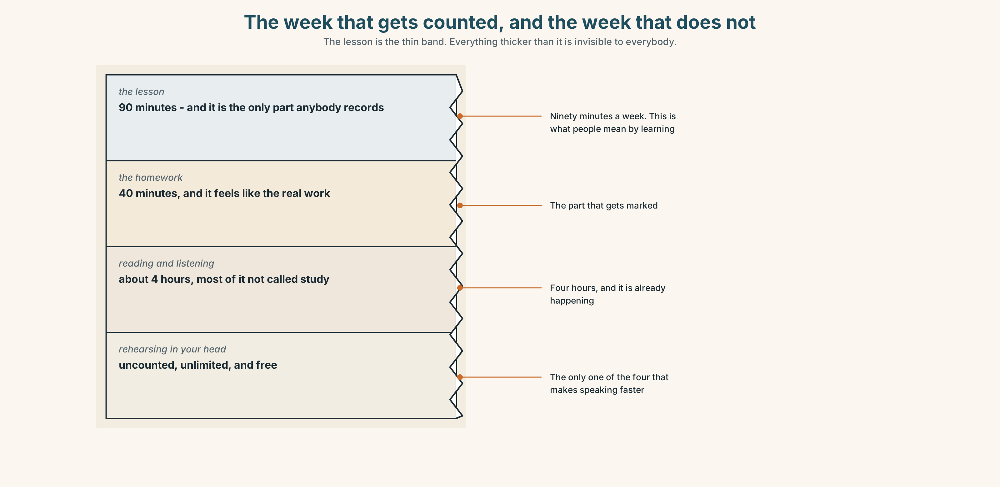 The week that gets counted, and the week that does not
The lesson is the thin band. Everything thicker than it is invisible to everybody.
the lesson
90 minutes - and it is the only part anybody records
Ninety minutes a week. This is
what people mean by learning
the homework
40 minutes, and it feels like the real work
The part that gets marked
reading and listening
about 4 hours, most of it not called study
Four hours, and it is already
happening
rehearsing in your head
uncounted, unlimited, and free
The only one of the four that
makes speaking faster